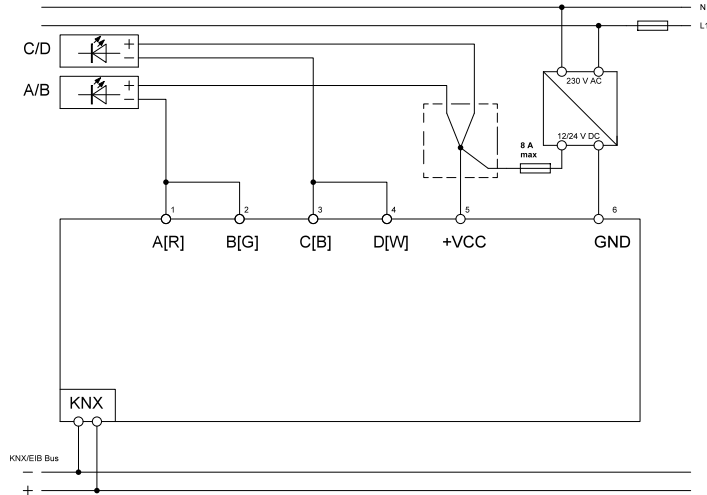 N
L1
C/D
+
−
A/B
+
−
230 V AC
12/24 V DC
8 A
max
1 2 3 4 5 6
A[R] B[G] C[B] D[W] +VCC GND
KNX
KNX/EIB Bus
−
+